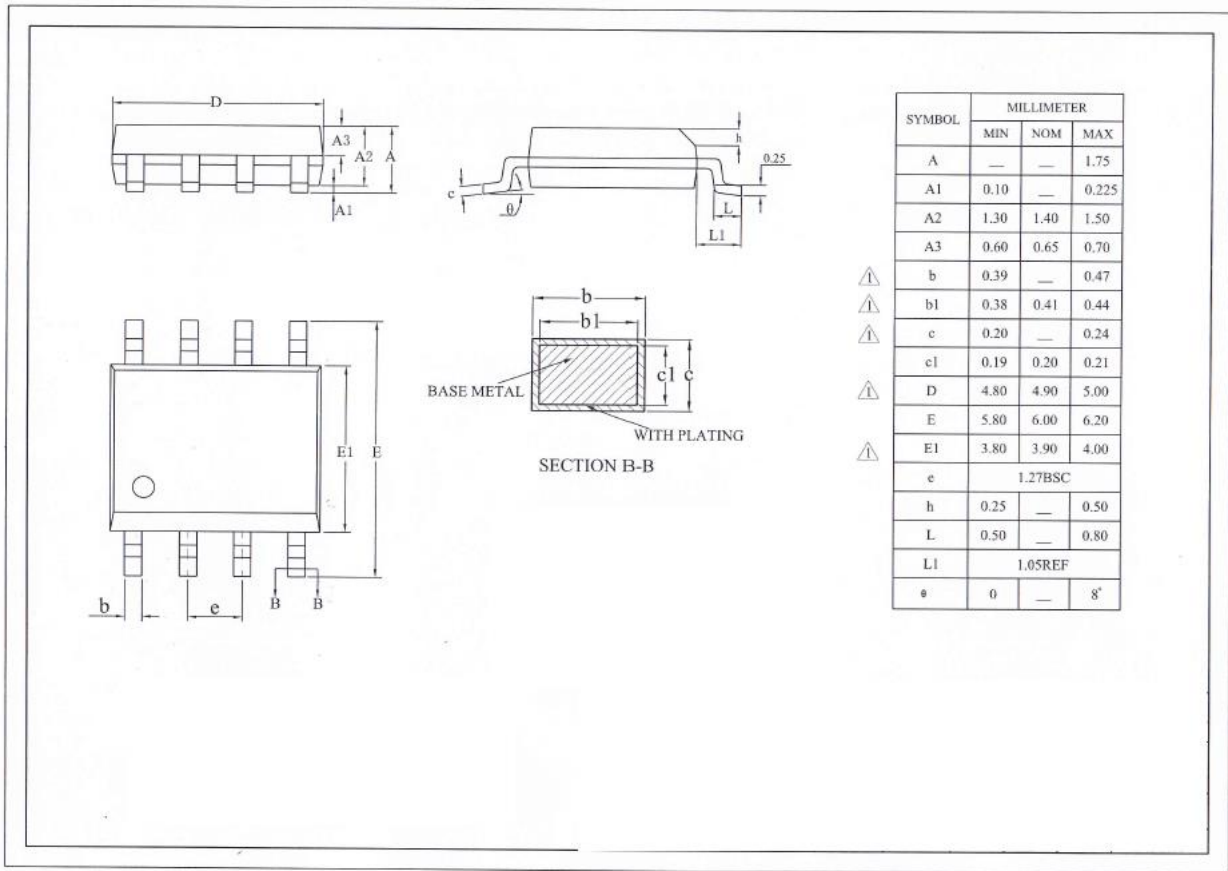 D
A3
A2
A
A1
h
0.25
c
θ
L
L1
b
b1
BASE METAL
c1
c
WITH PLATING
SECTION B-B
E1
E
b
e
B
B
SYMBOL MILLIMETER
MIN NOM MAX
A — — 1.75
A1 0.10 — 0.225
A2 1.30 1.40 1.50
A3 0.60 0.65 0.70
1 b 0.39 — 0.47
1 b1 0.38 0.41 0.44
1 c 0.20 — 0.24
c1 0.19 0.20 0.21
1 D 4.80 4.90 5.00
E 5.80 6.00 6.20
1 E1 3.80 3.90 4.00
e 1.27BSC
h 0.25 — 0.50
L 0.50 — 0.80
L1 1.05REF
θ 0 — 8°